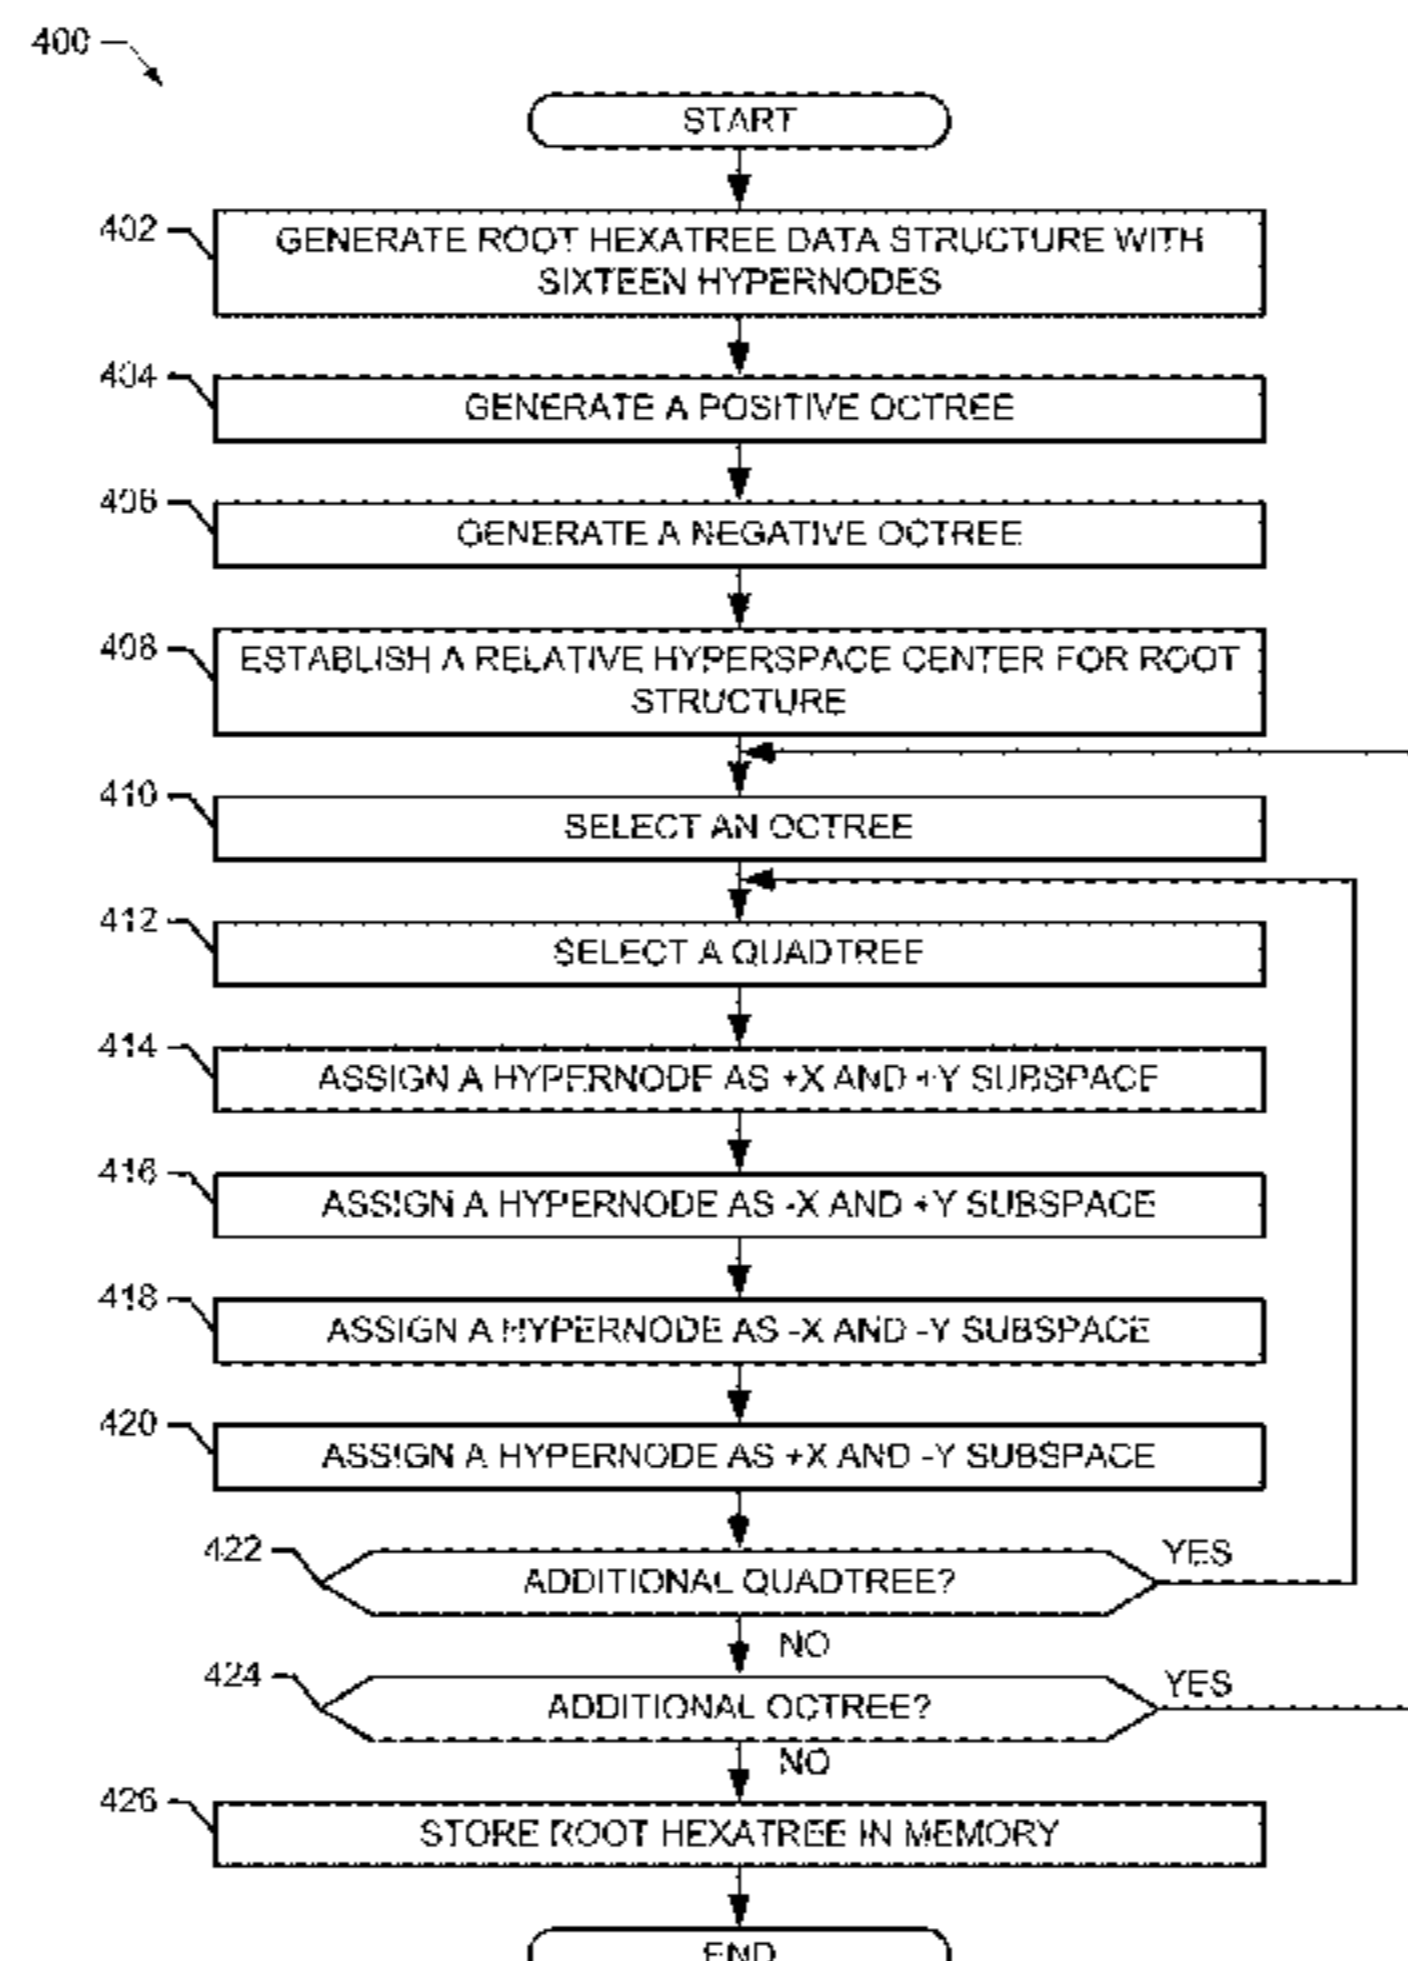 400
START
402
GENERATE ROOT HEXATREE DATA STRUCTURE WITH
SIXTEEN HYPERNODES
404
GENERATE A POSITIVE OCTREE
406
GENERATE A NEGATIVE OCTREE
408
ESTABLISH A RELATIVE HYPERSPACE CENTER FOR ROOT
STRUCTURE
410
SELECT AN OCTREE
412
SELECT A QUADTREE
414
ASSIGN A HYPERNODE AS +X AND +Y SUBSPACE
416
ASSIGN A HYPERNODE AS -X AND +Y SUBSPACE
418
ASSIGN A HYPERNODE AS -X AND -Y SUBSPACE
420
ASSIGN A HYPERNODE AS +X AND -Y SUBSPACE
422
ADDITIONAL QUADTREE?
YES
NO
424
ADDITIONAL OCTREE?
YES
NO
426
STORE ROOT HEXATREE IN MEMORY
END